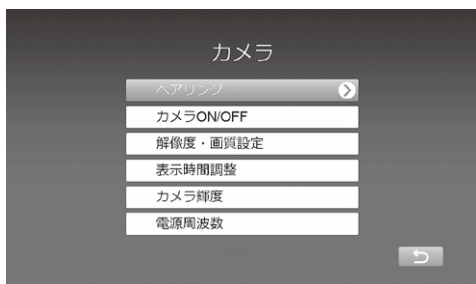 カメラ
ペアリング
カメラON/OFF
解像度・画質設定
表示時間調整
カメラ輝度
電源周波数